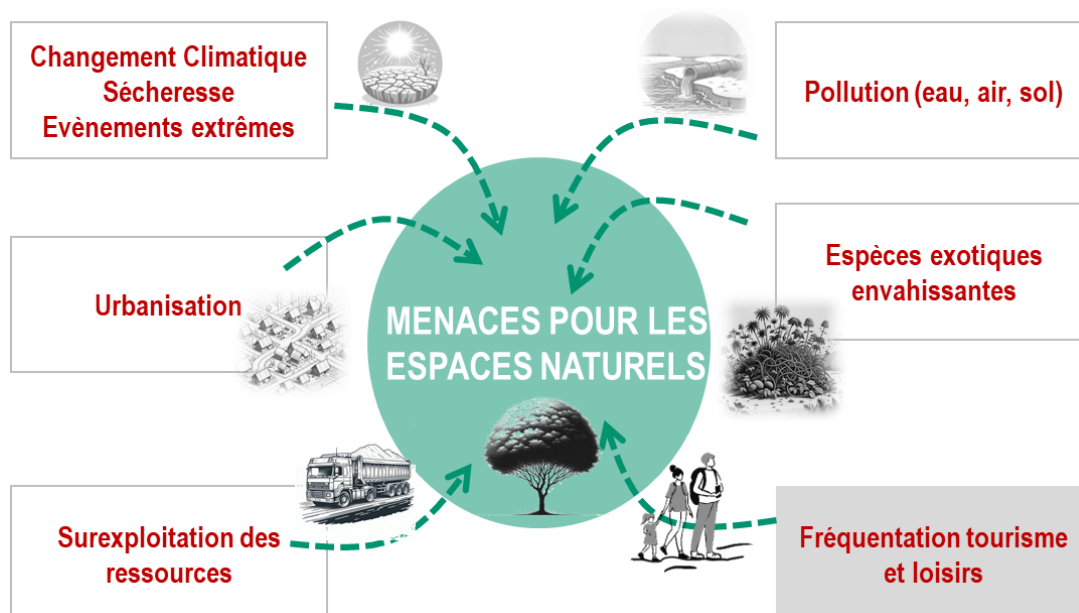 Changement Climatique
Sécheresse
Evènements extrêmes
Pollution (eau, air, sol)
Urbanisation
Espèces exotiques
envahissantes
MENACES POUR LES
ESPACES NATURELS
Surexploitation des
ressources
Fréquentation tourisme
et loisirs